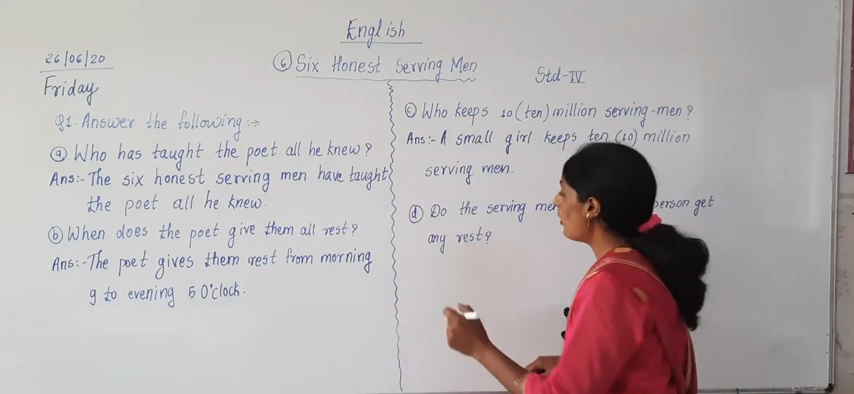 English
26/06/20
Friday
⑥ Six Honest Serving Men
Std-IV
Q1. Answer the following :→
ⓐ Who has taught the poet all he knew?
Ans:- The six honest serving men have taught
the poet all he knew.
ⓑ When does the poet give them all rest?
Ans:- The poet gives them rest from morning
9 to evening 5 O'clock.
ⓒ Who keeps 10 (ten) million serving-men?
Ans:- A small girl keeps ten (10) million
serving men.
ⓓ Do the serving men person get
any rest?